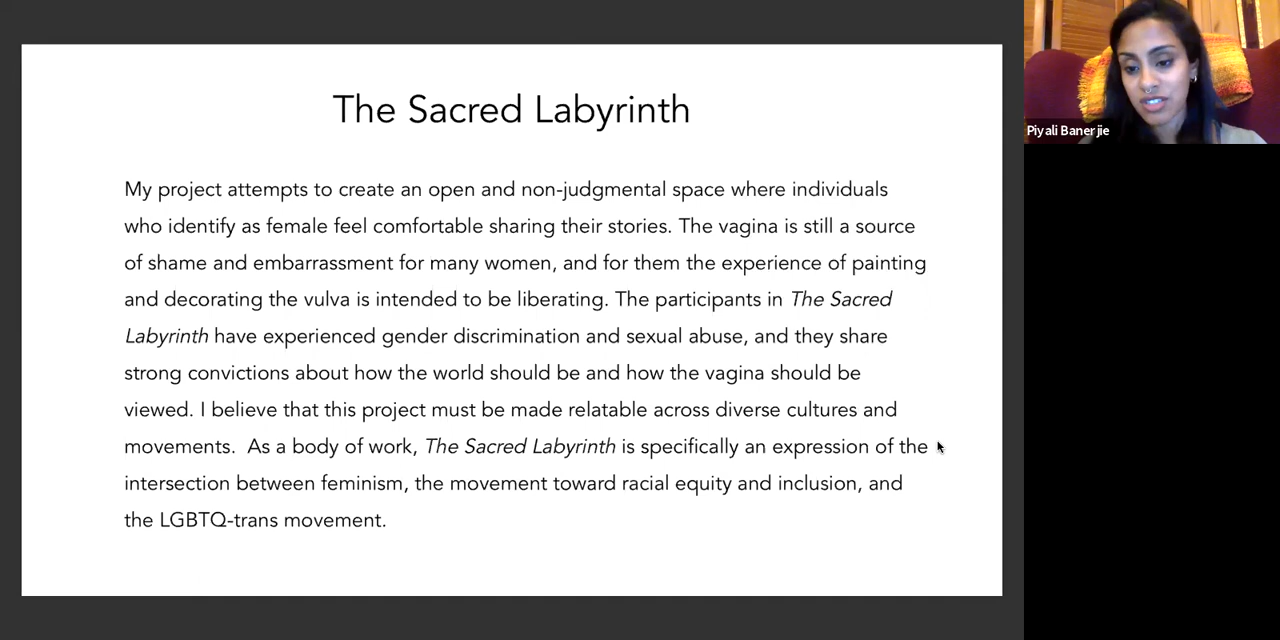 The Sacred Labyrinth
My project attempts to create an open and non-judgmental space where individuals
who identify as female feel comfortable sharing their stories. The vagina is still a source
of shame and embarrassment for many women, and for them the experience of painting
and decorating the vulva is intended to be liberating. The participants in The Sacred
Labyrinth have experienced gender discrimination and sexual abuse, and they share
strong convictions about how the world should be and how the vagina should be
viewed. I believe that this project must be made relatable across diverse cultures and
movements.  As a body of work, The Sacred Labyrinth is specifically an expression of the
intersection between feminism, the movement toward racial equity and inclusion, and
the LGBTQ-trans movement.
Piyali Banerjie